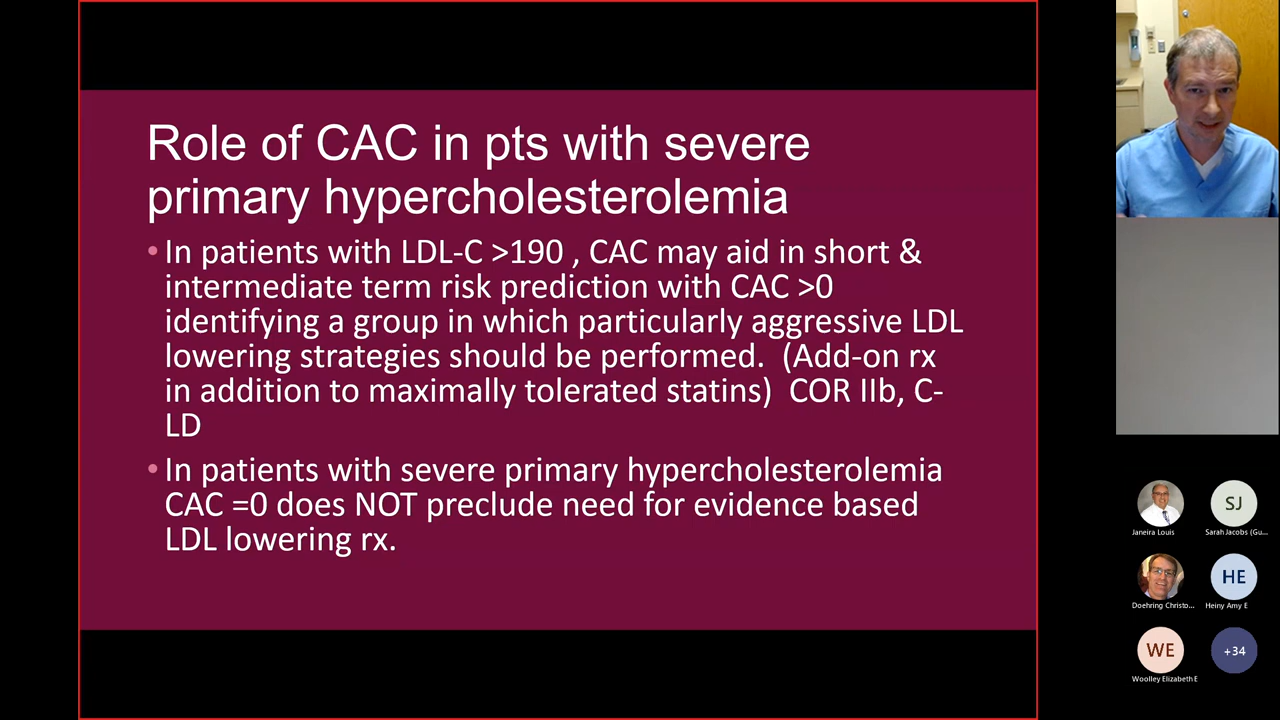 Role of CAC in pts with severe
primary hypercholesterolemia
• In patients with LDL-C >190 , CAC may aid in short &
intermediate term risk prediction with CAC >0
identifying a group in which particularly aggressive LDL
lowering strategies should be performed.  (Add-on rx
in addition to maximally tolerated statins)  COR IIb, C-
LD
• In patients with severe primary hypercholesterolemia
CAC =0 does NOT preclude need for evidence based
LDL lowering rx.
SJ
Janeira Louis
Sarah Jacobs (Gu...
HE
Doehring Christo...
Heiny Amy E
WE
+34
Woolley Elizabeth E